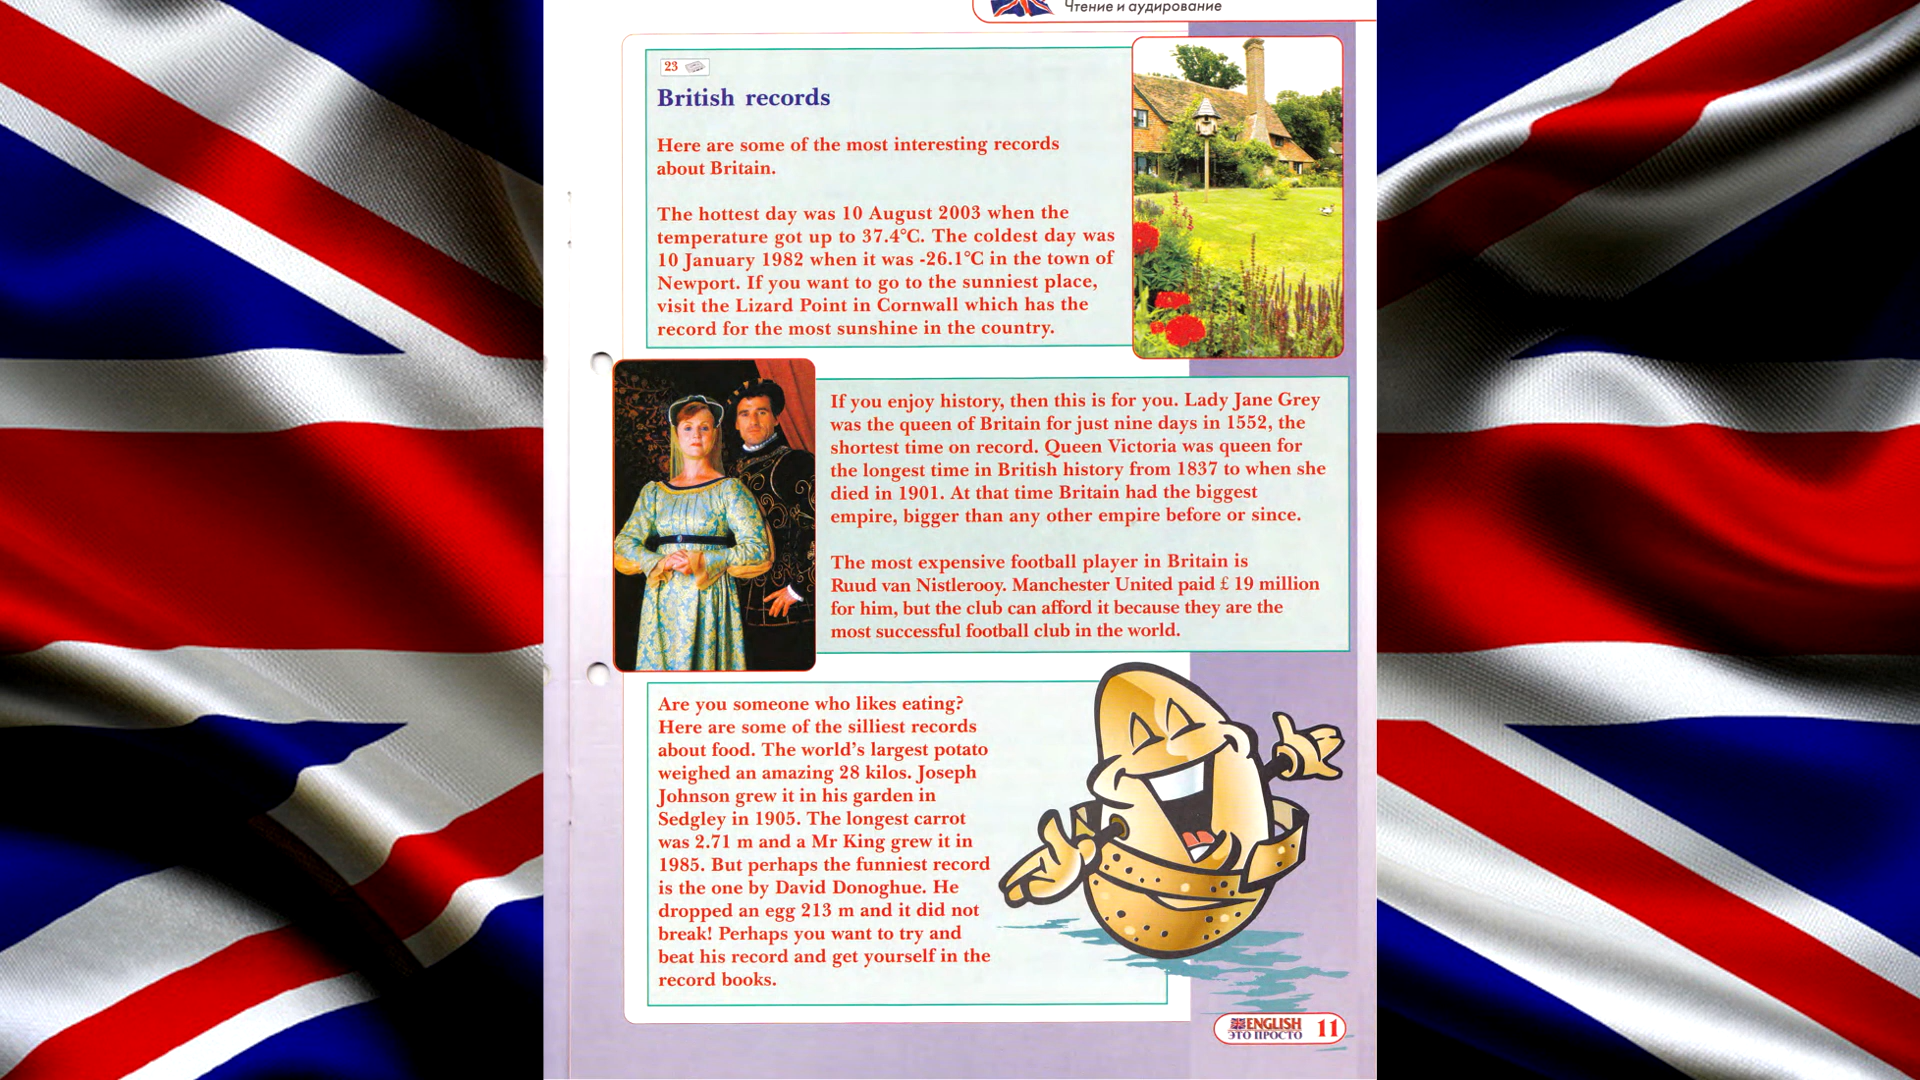 Чтение и аудирование
23
British records
Here are some of the most interesting records
about Britain.
The hottest day was 10 August 2003 when the
temperature got up to 37.4°C. The coldest day was
10 January 1982 when it was -26.1°C in the town of
Newport. If you want to go to the sunniest place,
visit the Lizard Point in Cornwall which has the
record for the most sunshine in the country.
If you enjoy history, then this is for you. Lady Jane Grey
was the queen of Britain for just nine days in 1552, the
shortest time on record. Queen Victoria was queen for
the longest time in British history from 1837 to when she
died in 1901. At that time Britain had the biggest
empire, bigger than any other empire before or since.
The most expensive football player in Britain is
Ruud van Nistlerooy. Manchester United paid £ 19 million
for him, but the club can afford it because they are the
most successful football club in the world.
Are you someone who likes eating?
Here are some of the silliest records
about food. The world's largest potato
weighed an amazing 28 kilos. Joseph
Johnson grew it in his garden in
Sedgley in 1905. The longest carrot
was 2.71 m and a Mr King grew it in
1985. But perhaps the funniest record
is the one by David Donoghue. He
dropped an egg 213 m and it did not
break! Perhaps you want to try and
beat his record and get yourself in the
record books.
ENGLISH
ЭТО ПРОСТО
11